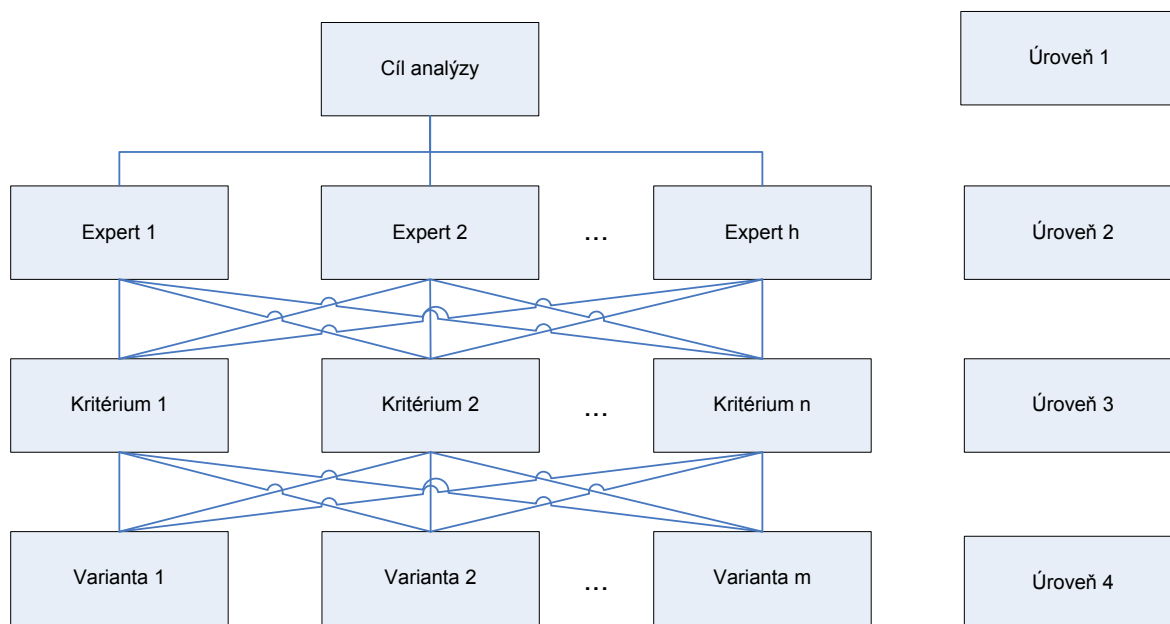 Cíl analýzy
Úroveň 1
Expert 1
Expert 2
...
Expert h
Úroveň 2
Kritérium 1
Kritérium 2
...
Kritérium n
Úroveň 3
Varianta 1
Varianta 2
...
Varianta m
Úroveň 4